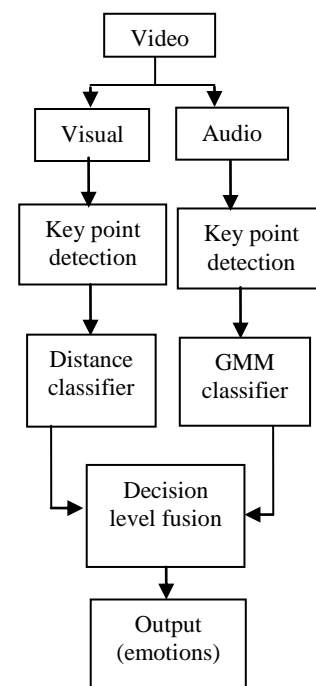 Video
Visual
Audio
Key point
detection
Key point
detection
Distance
classifier
GMM
classifier
Decision
level fusion
Output
(emotions)